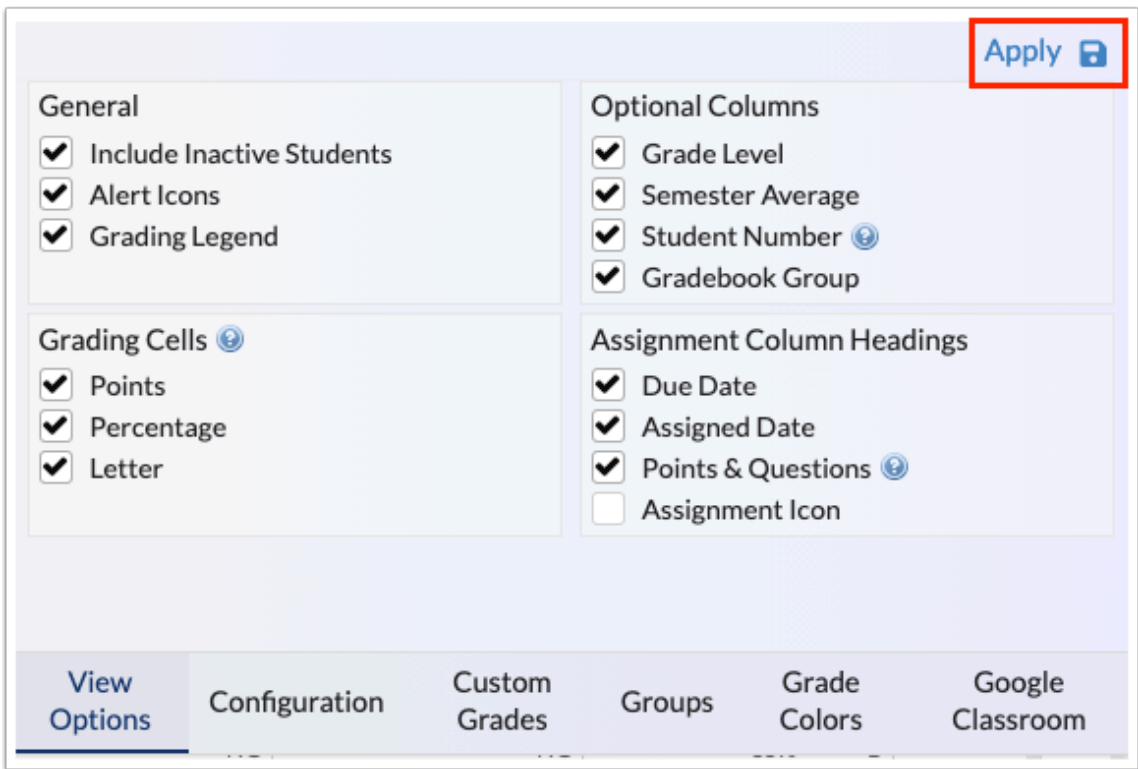 Apply
General
Include Inactive Students
Alert Icons
Grading Legend
Optional Columns
Grade Level
Semester Average
Student Number
Gradebook Group
Grading Cells
Points
Percentage
Letter
Assignment Column Headings
Due Date
Assigned Date
Points & Questions
Assignment Icon
View
Options
Configuration
Custom
Grades
Groups
Grade
Colors
Google
Classroom